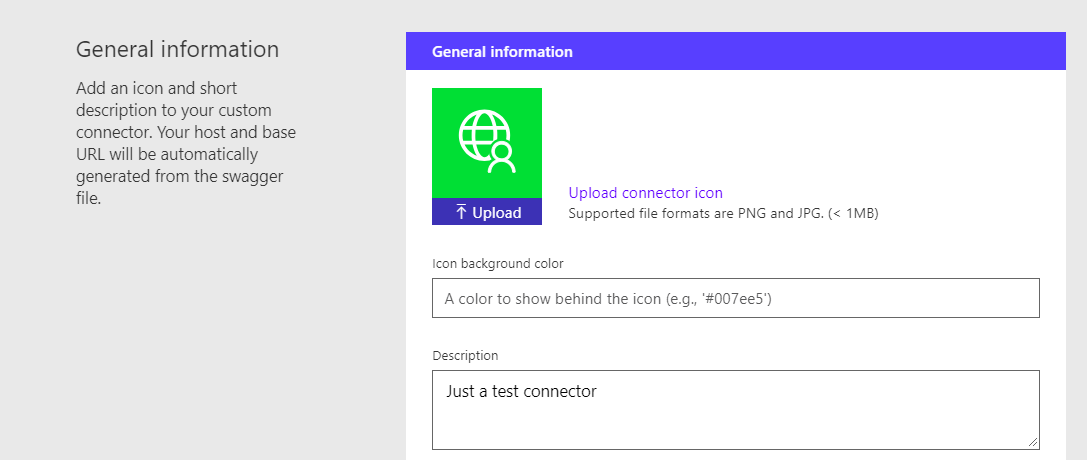 General information
Add an icon and short
description to your custom
connector. Your host and base
URL will be automatically
generated from the swagger
file.
General information
Upload
Upload connector icon
Supported file formats are PNG and JPG. (< 1MB)
Icon background color
A color to show behind the icon (e.g., '#007ee5')
Description
Just a test connector